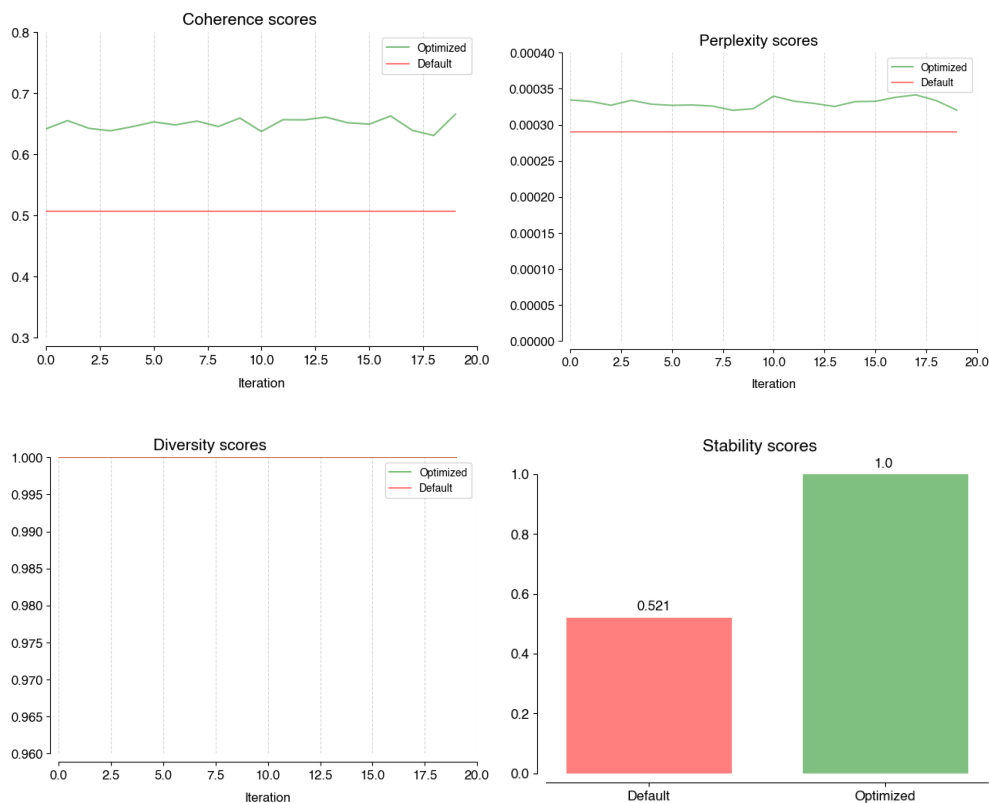 Coherence scores
0.8
0.7
0.6
0.5
0.4
0.3
Optimized
Default
0.0 2.5 5.0 7.5 10.0 12.5 15.0 17.5 20.0
Iteration
Perplexity scores
0.00040
0.00035
0.00030
0.00025
0.00020
0.00015
0.00010
0.00005
0.00000
Optimized
Default
0.0 2.5 5.0 7.5 10.0 12.5 15.0 17.5 20.0
Iteration
Diversity scores
1.000
0.995
0.990
0.985
0.980
0.975
0.970
0.965
0.960
Optimized
Default
0.0 2.5 5.0 7.5 10.0 12.5 15.0 17.5 20.0
Iteration
Stability scores
1.0
0.8
0.6
0.4
0.2
0.0
0.521
1.0
Default Optimized